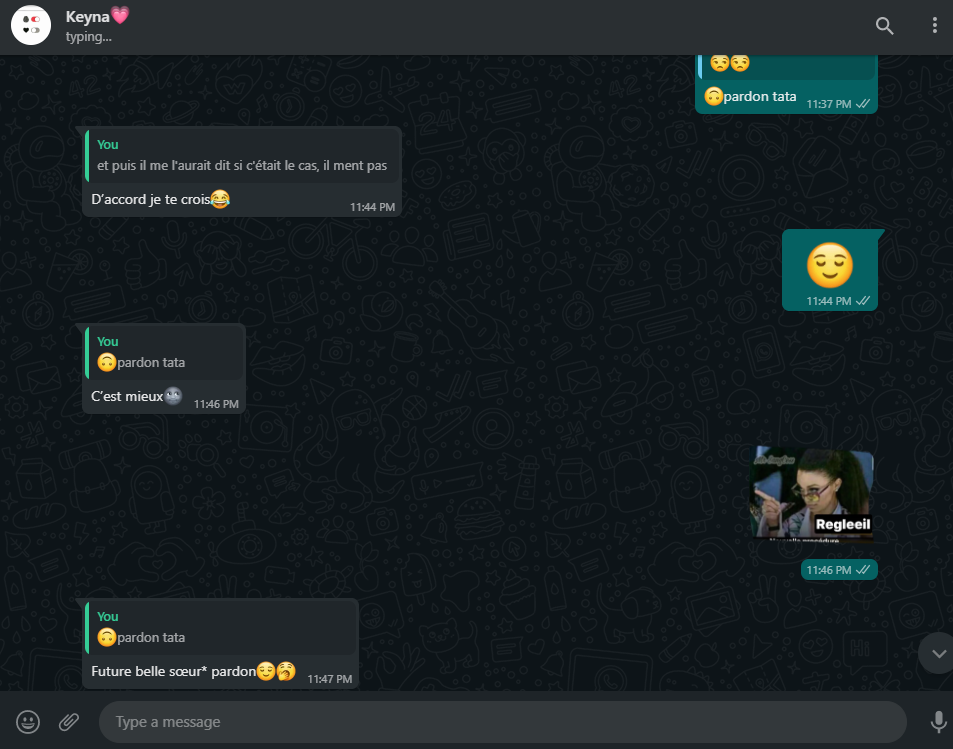 Keyna💗
typing...
😒😒
🙃pardon tata
11:37 PM
You
et puis il me l'aurait dit si c'était le cas, il ment pas
D'accord je te crois😂
11:44 PM
😌
11:44 PM
You
🙃pardon tata
C'est mieux🌚
11:46 PM
Regleeil
11:46 PM
You
🙃pardon tata
Future belle sœur* pardon😌🥱
11:47 PM
Type a message